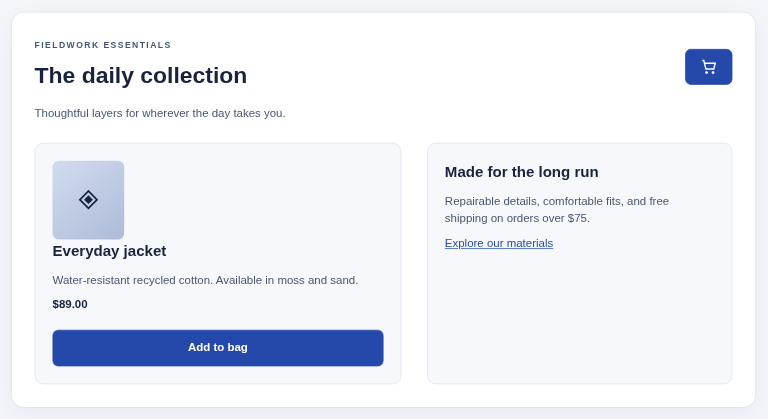 FIELDWORK ESSENTIALS
The daily collection
Thoughtful layers for wherever the day takes you.
Everyday jacket
Water-resistant recycled cotton. Available in moss and sand.
$89.00
Add to bag
Made for the long run
Repairable details, comfortable fits, and free
shipping on orders over $75.
Explore our materials